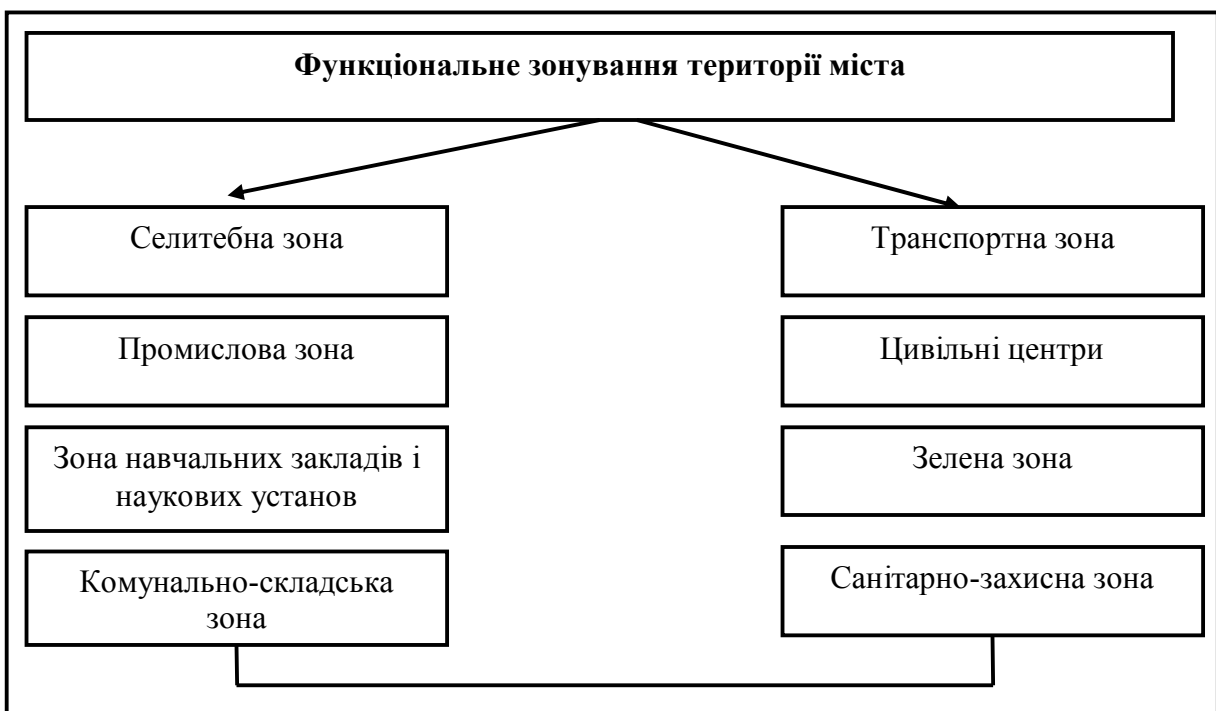 Функціональне зонування території міста
Селитебна зона
Транспортна зона
Промислова зона
Цивільні центри
Зона навчальних закладів і
наукових установ
Зелена зона
Комунально-складська
зона
Санітарно-захисна зона